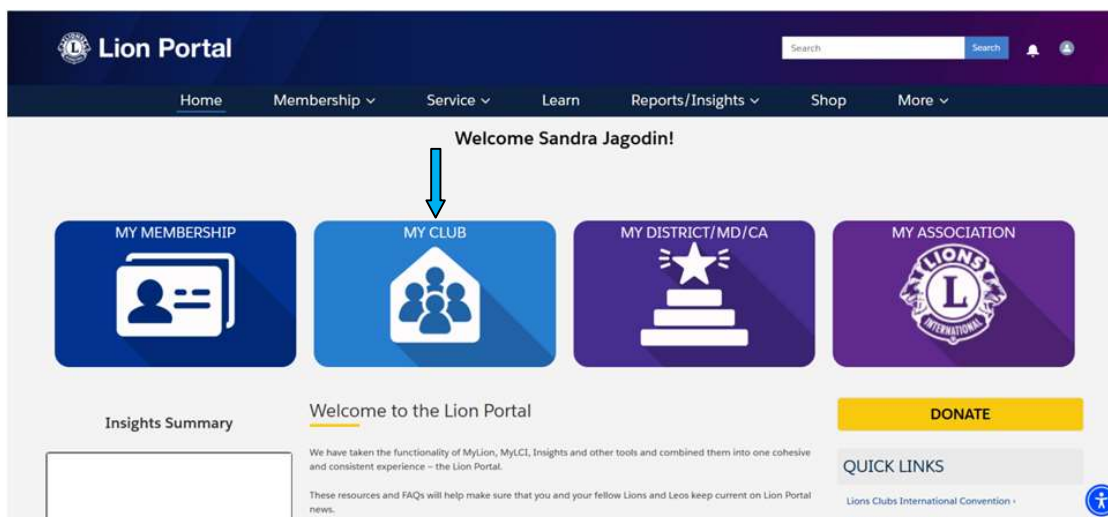 Lion Portal
Search
Search
Home Membership Service Learn Reports/Insights Shop More
Welcome Sandra Jagodin!
MY MEMBERSHIP
MY CLUB
MY DISTRICT/MD/CA
MY ASSOCIATION
LIONS
L
INTERNATIONAL
Insights Summary
Welcome to the Lion Portal
We have taken the functionality of MyLion, MyLCI, Insights and other tools and combined them into one cohesive
and consistent experience – the Lion Portal.
These resources and FAQs will help make sure that you and your fellow Lions and Leos keep current on Lion Portal
news.
DONATE
QUICK LINKS
Lions Clubs International Convention ›